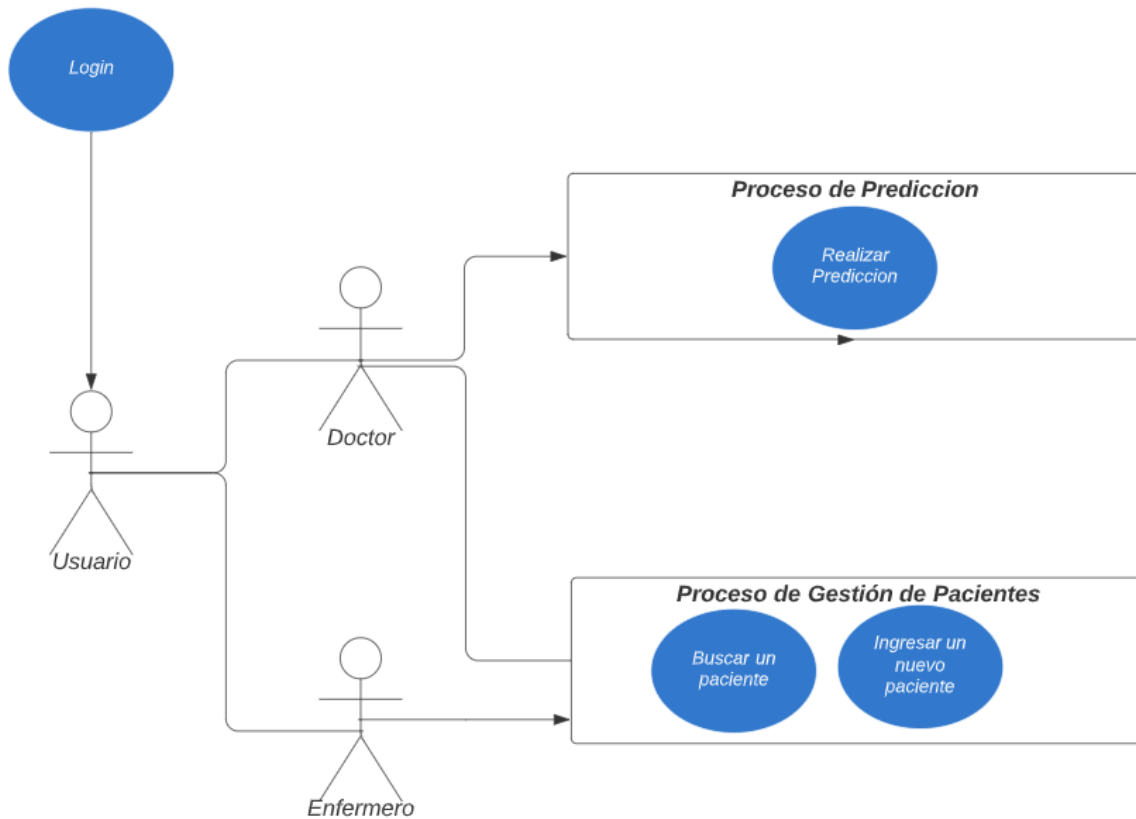 Login
Proceso de Prediccion
Realizar
Prediccion
Doctor
Usuario
Proceso de Gestión de Pacientes
Buscar un
paciente
Ingresar un
nuevo
paciente
Enfermero